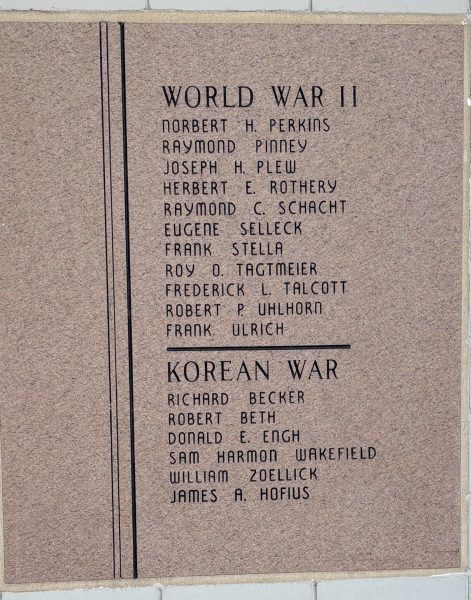 WORLD WAR II
NORBERT H. PERKINS
RAYMOND PINNEY
JOSEPH H. PLEW
HERBERT E. ROTHERY
RAYMOND C. SCHACHT
EUGENE SELLECK
FRANK STELLA
ROY O. TAGTMEIER
FREDERICK L. TALCOTT
ROBERT P. UHLHORN
FRANK ULRICH
KOREAN WAR
RICHARD BECKER
ROBERT BETH
DONALD E. ENGH
SAM HARMON WAKEFIELD
WILLIAM ZOELLICK
JAMES A. HOFIUS